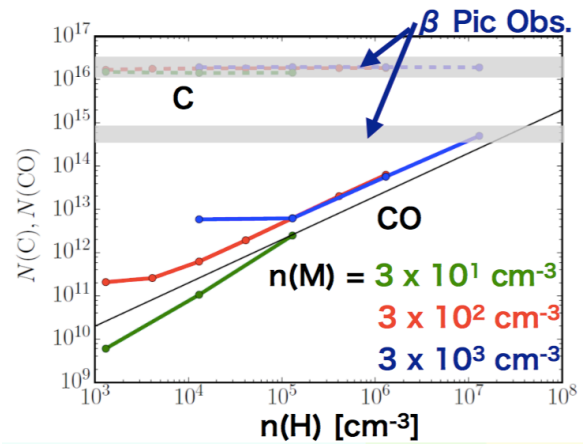 β Pic Obs.
10^17
10^16
10^15
10^14
10^13
10^12
10^11
10^10
10^9
N(C), N(CO)
C
CO
n(M) = 3 x 10^1 cm^-3
3 x 10^2 cm^-3
3 x 10^3 cm^-3
10^3 10^4 10^5 10^6 10^7 10^8
n(H) [cm^-3]